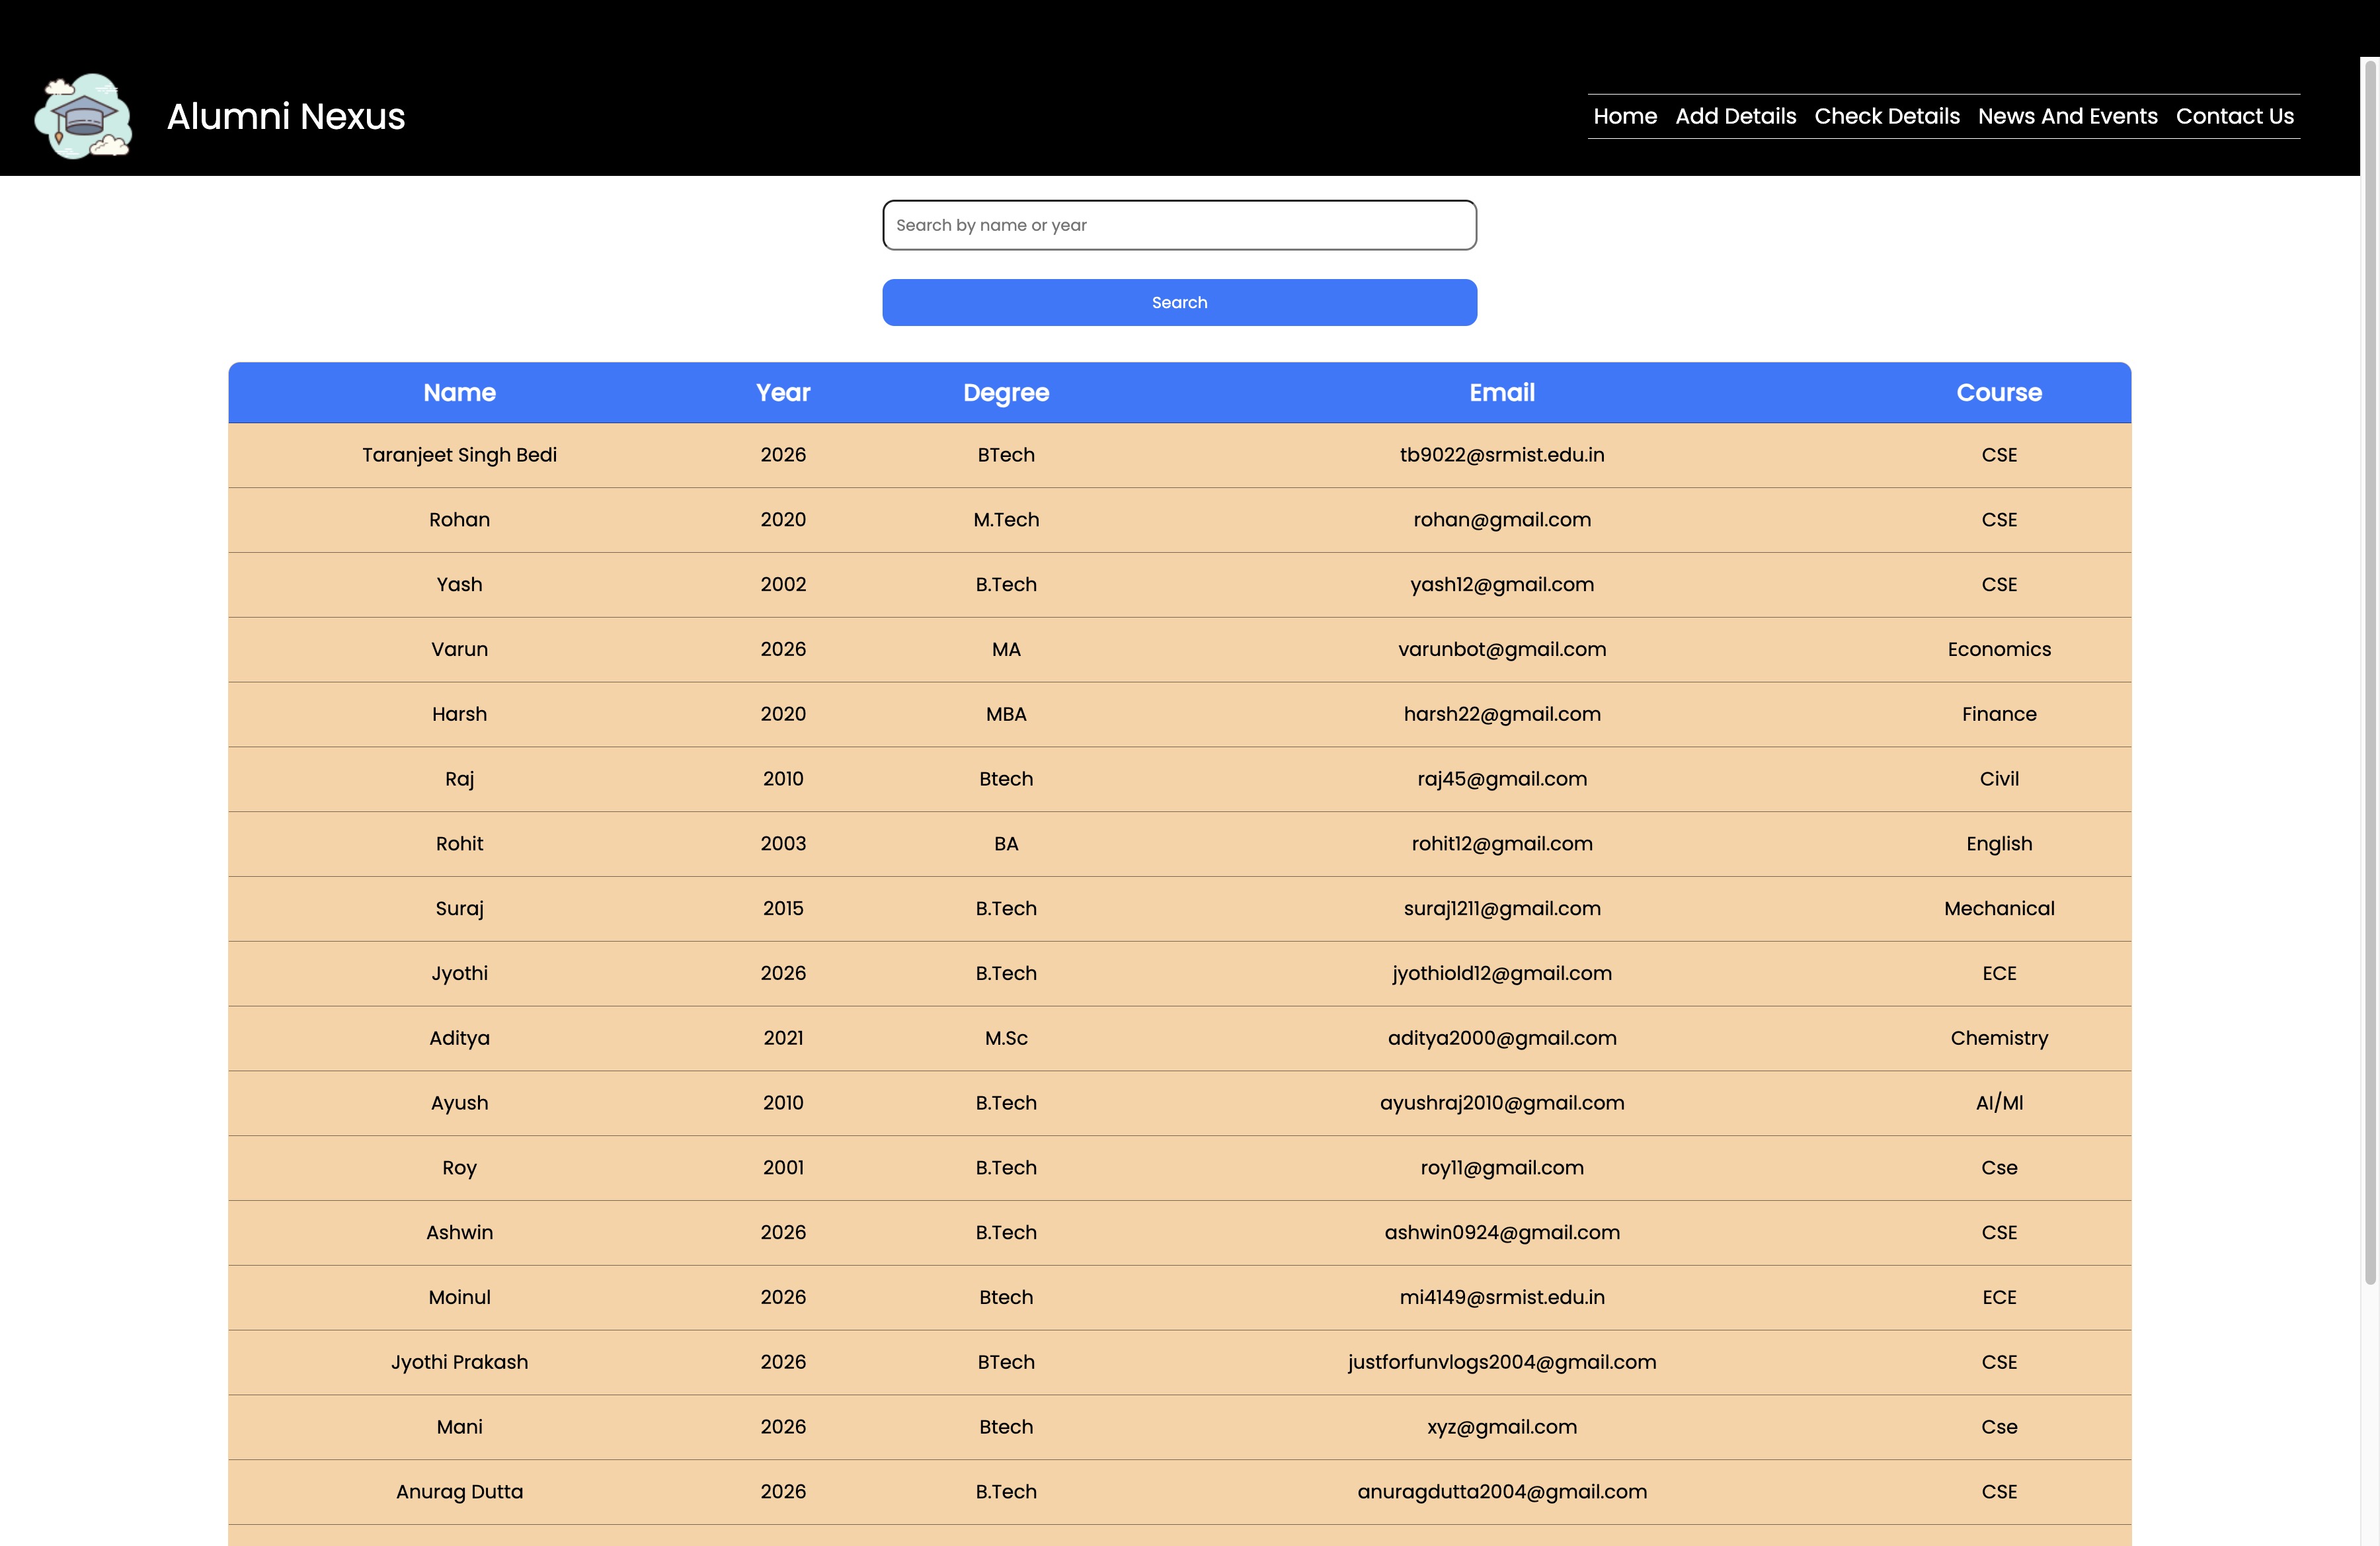 Alumni Nexus
Home Add Details Check Details News And Events Contact Us
Search by name or year
Search
Name Year Degree Email Course
Taranjeet Singh Bedi 2026 BTech tb9022@srmist.edu.in CSE
Rohan 2020 M.Tech rohan@gmail.com CSE
Yash 2002 B.Tech yash12@gmail.com CSE
Varun 2026 MA varunbot@gmail.com Economics
Harsh 2020 MBA harsh22@gmail.com Finance
Raj 2010 Btech raj45@gmail.com Civil
Rohit 2003 BA rohit12@gmail.com English
Suraj 2015 B.Tech suraj1211@gmail.com Mechanical
Jyothi 2026 B.Tech jyothiold12@gmail.com ECE
Aditya 2021 M.Sc aditya2000@gmail.com Chemistry
Ayush 2010 B.Tech ayushraj2010@gmail.com AI/Ml
Roy 2001 B.Tech roy11@gmail.com Cse
Ashwin 2026 B.Tech ashwin0924@gmail.com CSE
Moinul 2026 Btech mi4149@srmist.edu.in ECE
Jyothi Prakash 2026 BTech justforfunvlogs2004@gmail.com CSE
Mani 2026 Btech xyz@gmail.com Cse
Anurag Dutta 2026 B.Tech anuragdutta2004@gmail.com CSE